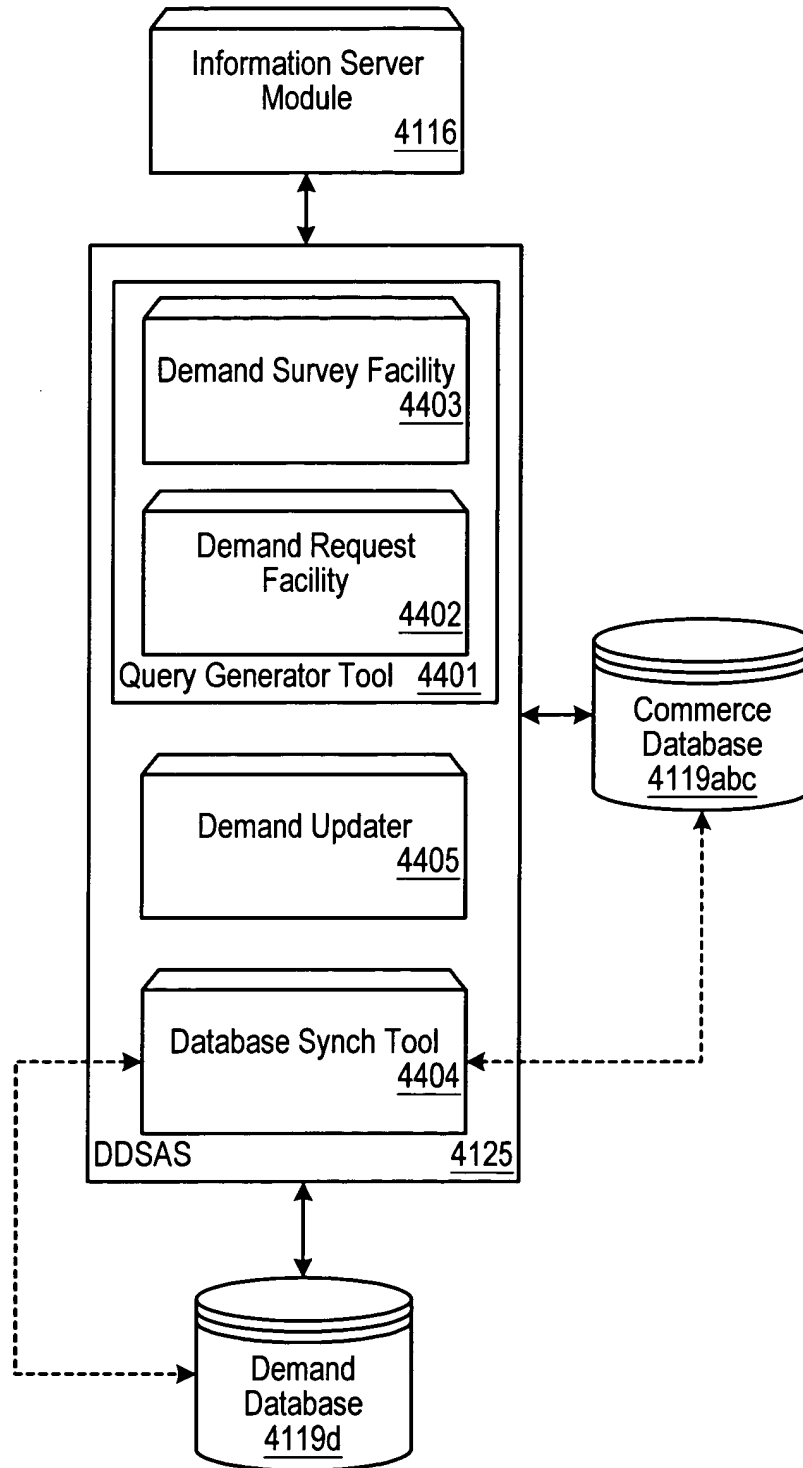 Information Server
Module
4116
Demand Survey Facility
4403
Demand Request
Facility
4402
Query Generator Tool 4401
Commerce
Database
4119abc
Demand Updater
4405
Database Synch Tool
4404
DDSAS 4125
Demand
Database
4119d